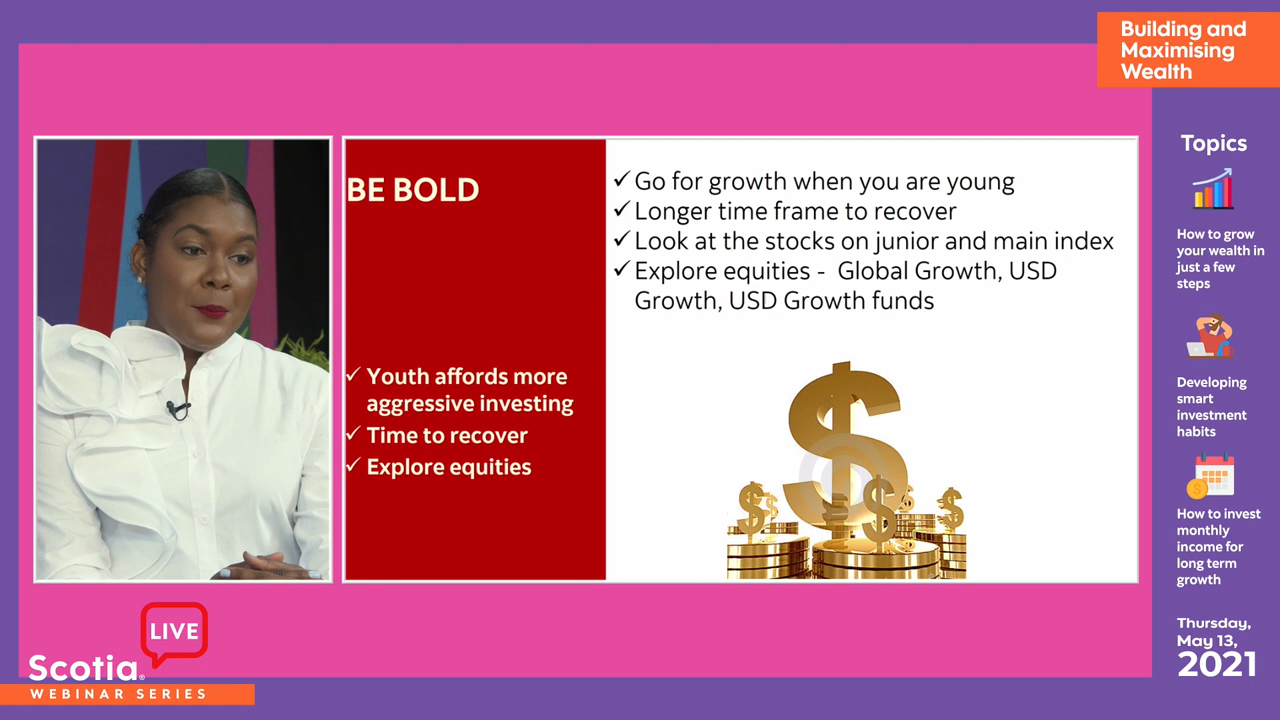 Building and
Maximising
Wealth
BE BOLD
✓ Youth affords more
aggressive investing
✓ Time to recover
✓ Explore equities
✓ Go for growth when you are young
✓ Longer time frame to recover
✓ Look at the stocks on junior and main index
✓ Explore equities - Global Growth, USD
Growth, USD Growth funds
Topics
How to grow
your wealth in
just a few
steps
Developing
smart
investment
habits
How to invest
monthly
income for
long term
growth
Thursday,
May 13,
2021
LIVE
Scotia®
WEBINAR SERIES